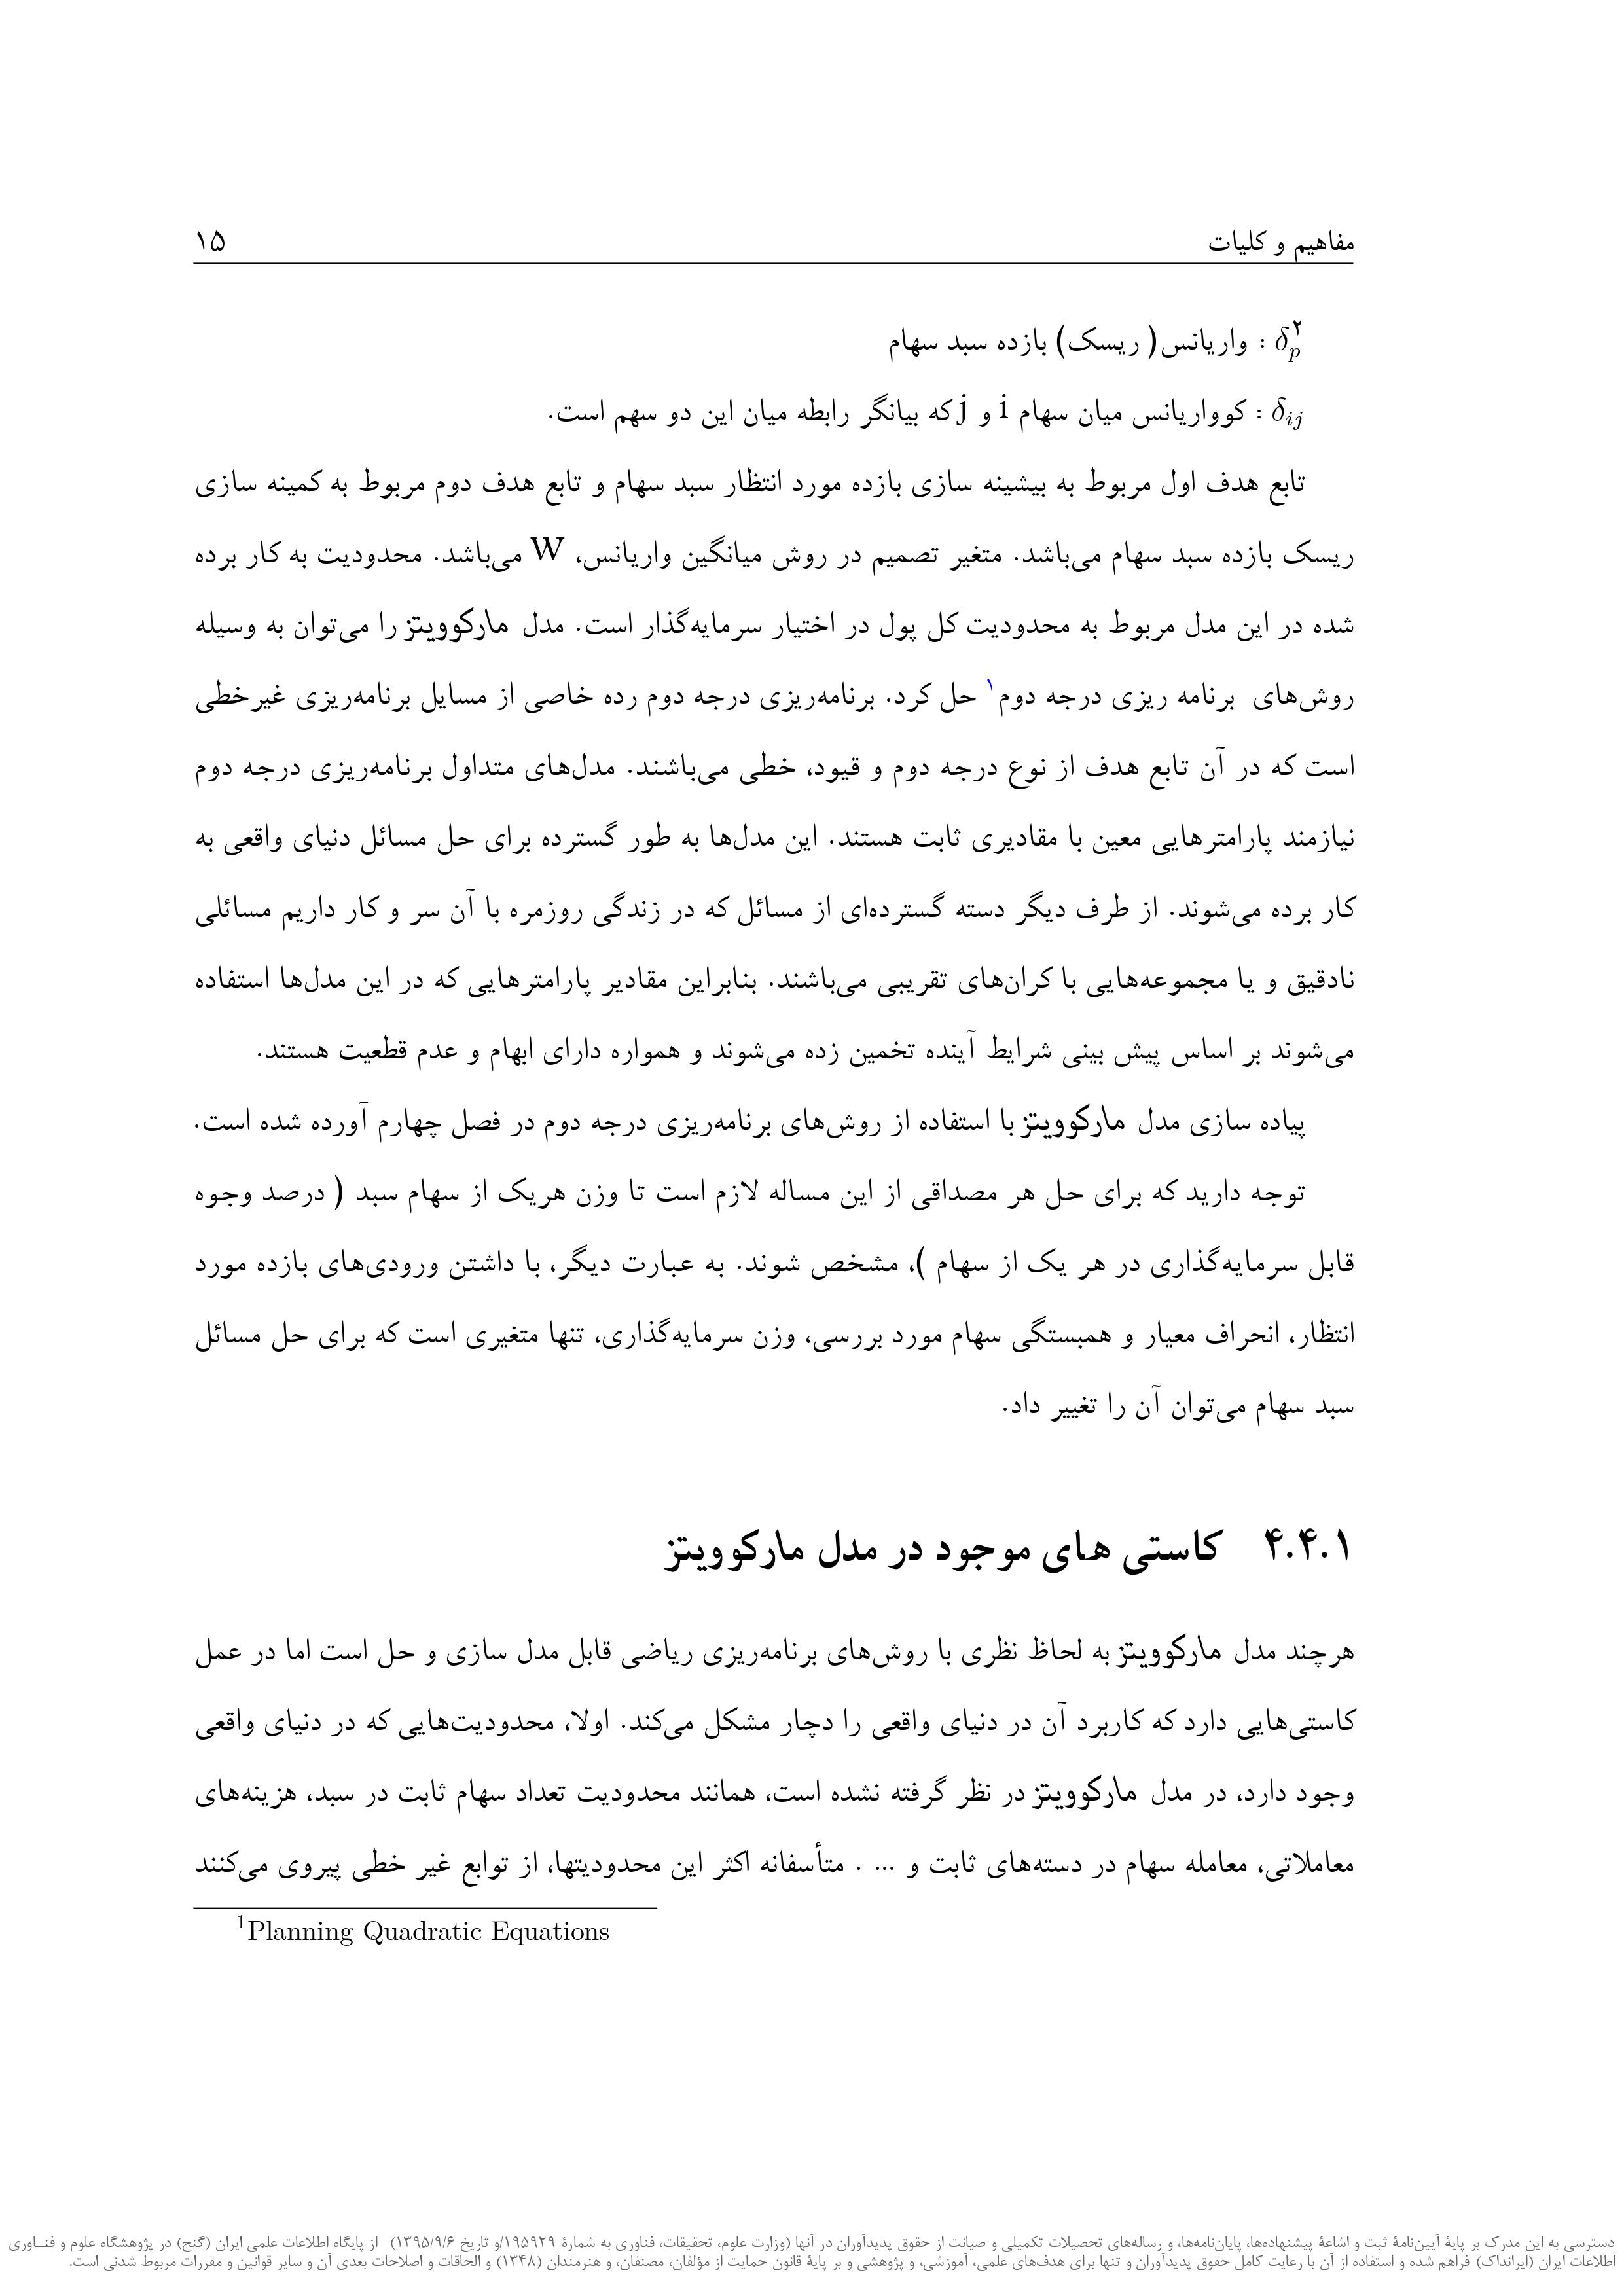 مفاهیم و کلیات ۱۵
δ_p^۲ : واریانس( ریسک) بازده سبد سهام
δ_{ij} : کوواریانس میان سهام i و j که بیانگر رابطه میان این دو سهم است.
تابع هدف اول مربوط به بیشینه سازی بازده مورد انتظار سبد سهام و تابع هدف دوم مربوط به کمینه سازی
ریسک بازده سبد سهام می‌باشد. متغیر تصمیم در روش میانگین واریانس، W می‌باشد. محدودیت به کار برده
شده در این مدل مربوط به محدودیت کل پول در اختیار سرمایه‌گذار است. مدل مارکوویتز را می‌توان به وسیله
روش‌های برنامه ریزی درجه دوم۱ حل کرد. برنامه‌ریزی درجه دوم رده خاصی از مسایل برنامه‌ریزی غیرخطی
است که در آن تابع هدف از نوع درجه دوم و قیود، خطی می‌باشند. مدل‌های متداول برنامه‌ریزی درجه دوم
نیازمند پارامترهایی معین با مقادیری ثابت هستند. این مدل‌ها به طور گسترده برای حل مسائل دنیای واقعی به
کار برده می‌شوند. از طرف دیگر دسته گسترده‌ای از مسائل که در زندگی روزمره با آن سر و کار داریم مسائلی
نادقیق و یا مجموعه‌هایی با کران‌های تقریبی می‌باشند. بنابراین مقادیر پارامترهایی که در این مدل‌ها استفاده
می‌شوند بر اساس پیش بینی شرایط آینده تخمین زده می‌شوند و همواره دارای ابهام و عدم قطعیت هستند.
پیاده سازی مدل مارکوویتز با استفاده از روش‌های برنامه‌ریزی درجه دوم در فصل چهارم آورده شده است.
توجه دارید که برای حل هر مصداقی از این مساله لازم است تا وزن هریک از سهام سبد ( درصد وجوه
قابل سرمایه‌گذاری در هر یک از سهام )، مشخص شوند. به عبارت دیگر، با داشتن ورودی‌های بازده مورد
انتظار، انحراف معیار و همبستگی سهام مورد بررسی، وزن سرمایه‌گذاری، تنها متغیری است که برای حل مسائل
سبد سهام می‌توان آن را تغییر داد.
۴.۴.۱ کاستی های موجود در مدل مارکوویتز
هرچند مدل مارکوویتز به لحاظ نظری با روش‌های برنامه‌ریزی ریاضی قابل مدل سازی و حل است اما در عمل
کاستی‌هایی دارد که کاربرد آن در دنیای واقعی را دچار مشکل می‌کند. اولا، محدودیت‌هایی که در دنیای واقعی
وجود دارد، در مدل مارکوویتز در نظر گرفته نشده است، همانند محدودیت تعداد سهام ثابت در سبد، هزینه‌های
معاملاتی، معامله سهام در دسته‌های ثابت و ... . متأسفانه اکثر این محدودیتها، از توابع غیر خطی پیروی می‌کنند
1Planning Quadratic Equations
دسترسی به این مدرک بر پایهٔ آیین‌نامهٔ ثبت و اشاعهٔ پیشنهاده‌ها، پایان‌نامه‌ها، و رساله‌های تحصیلات تکمیلی و صیانت از حقوق پدیدآوران در آنها (وزارت علوم، تحقیقات، فناوری به شمارهٔ ۱۹۵۹۲۹/و تاریخ ۱۳۹۵/۹/۶) از پایگاه اطلاعات علمی ایران (گنج) در پژوهشگاه علوم و فنــاوری
اطلاعات ایران (ایرانداک) فراهم شده و استفاده از آن با رعایت کامل حقوق پدیدآوران و تنها برای هدف‌های علمی، آموزشی، و پژوهشی و بر پایهٔ قانون حمایت از مؤلفان، مصنفان، و هنرمندان (۱۳۴۸) و الحاقات و اصلاحات بعدی آن و سایر قوانین و مقررات مربوط شدنی است.